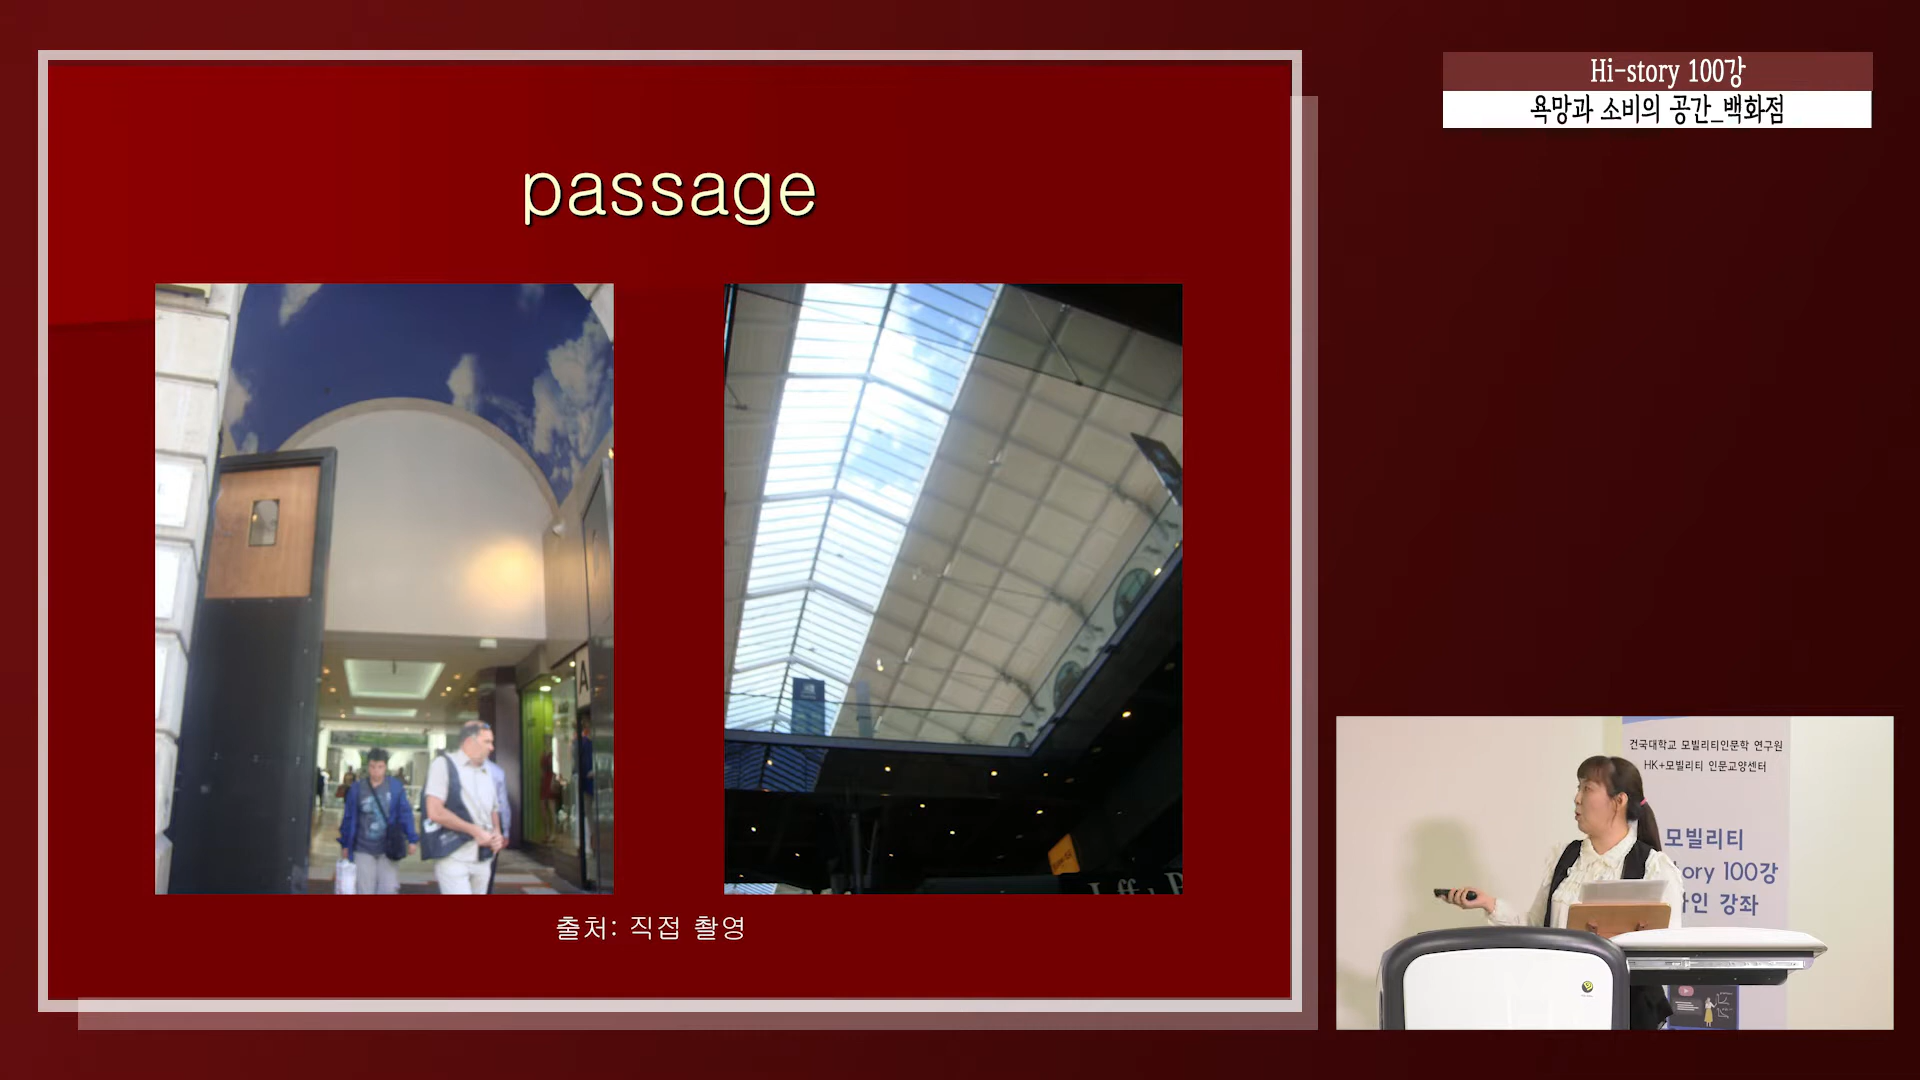 Hi-story 100강
욕망과 소비의 공간_백화점
passage
A
출처: 직접 촬영
건국대학교 모빌리티인문학 연구원
HK+모빌리티 인문교양센터
모빌리티
ory 100강
인 강좌